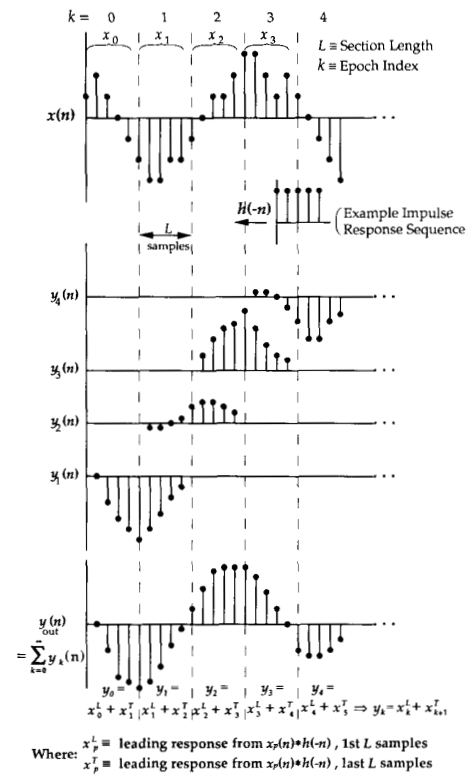 k = 0 1 2 3 4
x₀ x₁ x₂ x₃
L ≡ Section Length
k ≡ Epoch Index
x(n)
h(-n)
Example Impulse
Response Sequence
L
samples
y₄(n)
y₃(n)
y₂(n)
y₁(n)
y(n)
out
= ∑ yₖ(n)
k=0
y₀ = y₁ = y₂ = y₃ = y₄ =
x₀ᴸ + x₁ᵀ x₁ᴸ + x₂ᵀ x₂ᴸ + x₃ᵀ x₃ᴸ + x₄ᵀ x₄ᴸ + x₅ᵀ ⇒ yₖ = xₖᴸ + xₖ₊₁ᵀ
Where: xₚᴸ ≡ leading response from xₚ(n)*h(-n) , 1st L samples
xₚᵀ ≡ leading response from xₚ(n)*h(-n) , last L samples